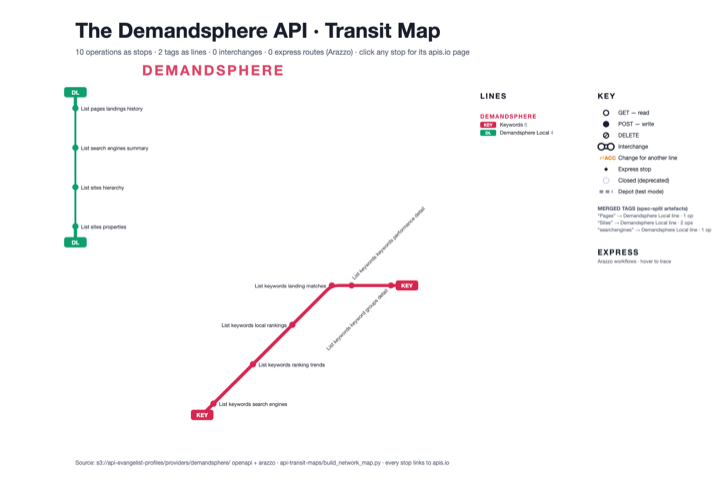 The Demandsphere API · Transit Map
10 operations as stops · 2 tags as lines · 0 interchanges · 0 express routes (Arazzo) · click any stop for its apis.io page
DEMANDSPHERE
DL
List pages landings history
List search engines summary
List sites hierarchy
List sites properties
DL
List keywords keywords performance detail
List keywords landing matches
KEY
List keywords keyword groups detail
List keywords local rankings
List keywords ranking trends
List keywords search engines
KEY
LINES
DEMANDSPHERE
KEY Keywords 6
DL Demandsphere Local 4
KEY
GET — read
POST — write
DELETE
Interchange
Change for another line
Express stop
Closed (deprecated)
Depot (test mode)
MERGED TAGS (spec-split artefacts)
"Pages" → Demandsphere Local line · 1 op
"Sites" → Demandsphere Local line · 2 ops
"searchengines" → Demandsphere Local line · 1 op
EXPRESS
Arazzo workflows · hover to trace
Source: s3://api-evangelist-profiles/providers/demandsphere/ openapi + arazzo · api-transit-maps/build_network_map.py · every stop links to apis.io